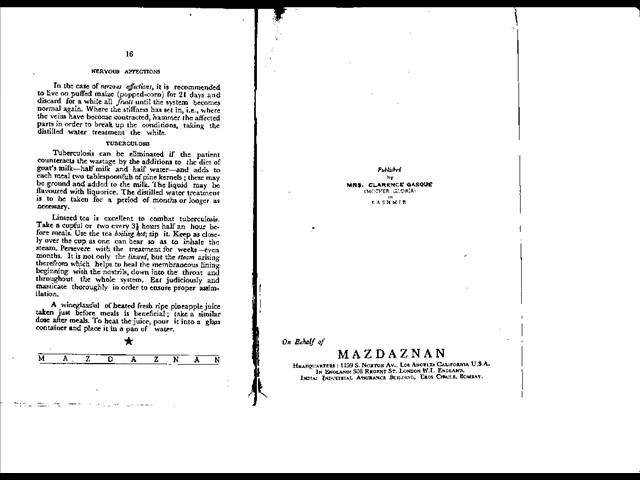 16
NERVOUS AFFECTIONS
In the case of nervous affections, it is recommended
to live on puffed maize (popped-corn) for 21 days and
discard for a while all fruits until the system becomes
normal again. Where the stiffness has set in, i.e., where
the veins have become contracted, hammer the affected
parts in order to break up the conditions, taking the
distilled water treatment the while.
TUBERCULOSIS
Tuberculosis can be eliminated if the patient
counteracts the wastage by the additions to the diet of
goat's milk—half milk and half water—and adds to
each meal two tablespoonfuls of pine kernels; these may
be ground and added to the milk. The liquid may be
flavoured with liquorice. The distilled water treatment
is to be taken for a period of months or longer as
necessary.
Linseed tea is excellent to combat tuberculosis.
Take a cupful or two every 3½ hours half an hour be-
fore meals. Use the tea boiling hot; sip it. Keep as close-
ly over the cup as one can bear so as to inhale the
steam. Persevere with the treatment for weeks—even
months. It is not only the linseed, but the steam arising
therefrom which helps to heal the membraneous lining
beginning with the nostrils, down into the throat and
throughout the whole system. Eat judiciously and
masticate thoroughly in order to ensure proper assim-
ilation.
A wineglassful of heated fresh ripe pineapple juice
taken just before meals is beneficial; take a similar
dose after meals. To heat the juice, pour it into a glass
container and place it in a pan of water.
M A Z D A Z N A N
Published
by
MRS. CLARENCE GASQUE
(MOTHER GLORIA)
in
KASHMIR
On Behalf of
MAZDAZNAN
HEADQUARTERS: 1159 S. NORTON AV., LOS ANGELES CALIFORNIA U.S.A.
IN ENGLAND: 308 REGENT ST. LONDON W.I. ENGLAND.
INDIA: INDUSTRIAL ASSURANCE BUILDING, EROS CIRCLE, BOMBAY.